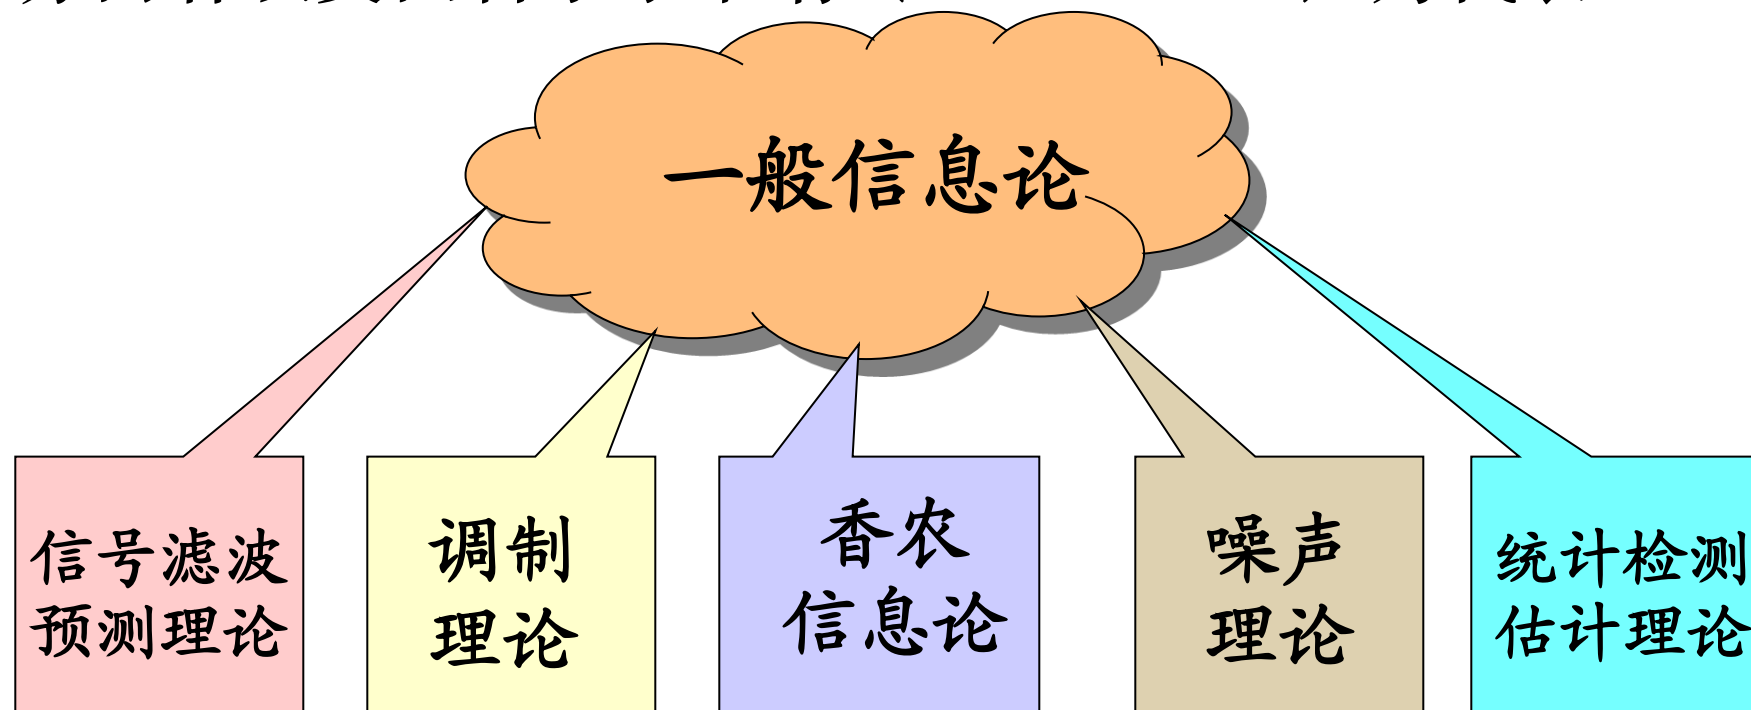 一般信息论
信号滤波
预测理论
调制
理论
香农
信息论
噪声
理论
统计检测
估计理论